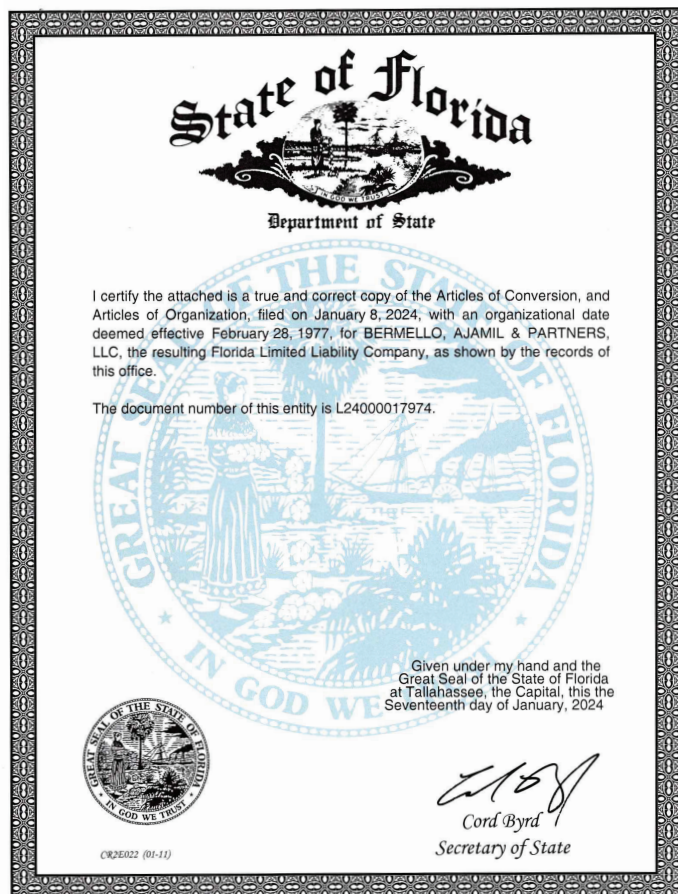 State of Florida
IN GOD WE TRUST
Department of State
I certify the attached is a true and correct copy of the Articles of Conversion, and
Articles of Organization, filed on January 8, 2024, with an organizational date
deemed effective February 28, 1977, for BERMELLO, AJAMIL & PARTNERS,
LLC, the resulting Florida Limited Liability Company, as shown by the records of
this office.
The document number of this entity is L24000017974.
GREAT SEAL OF THE STATE OF FLORIDA
IN GOD WE TRUST
Given under my hand and the
Great Seal of the State of Florida
at Tallahassee, the Capital, this the
Seventeenth day of January, 2024
GREAT SEAL OF THE STATE OF FLORIDA
IN GOD WE TRUST
Cord Byrd
Secretary of State
CR2E022 (01-11)